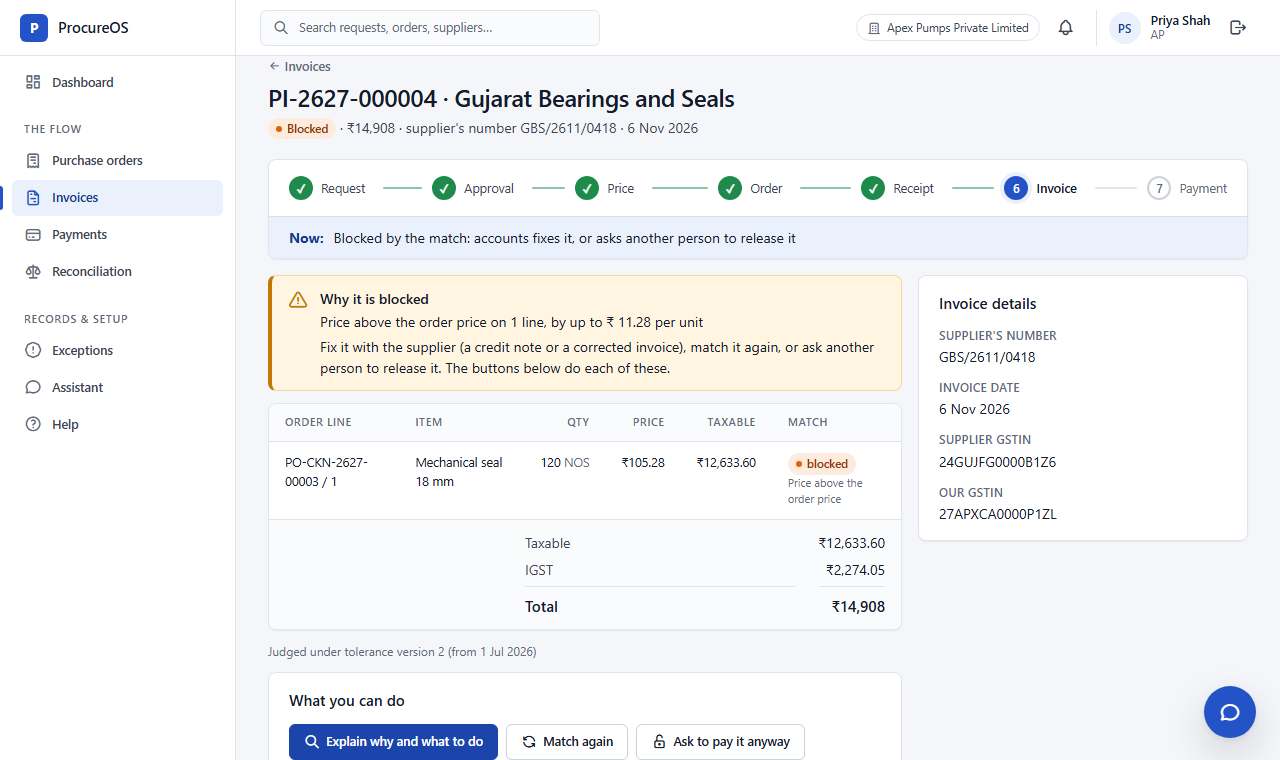 P ProcureOS
Search requests, orders, suppliers...
Apex Pumps Private Limited
PS
Priya Shah
AP
Dashboard
THE FLOW
Purchase orders
Invoices
Payments
Reconciliation
RECORDS & SETUP
Exceptions
Assistant
Help
← Invoices
PI-2627-000004 · Gujarat Bearings and Seals
Blocked · ₹14,908 · supplier's number GBS/2611/0418 · 6 Nov 2026
Request Approval Price Order Receipt 6 Invoice 7 Payment
Now: Blocked by the match: accounts fixes it, or asks another person to release it
Why it is blocked
Price above the order price on 1 line, by up to ₹ 11.28 per unit
Fix it with the supplier (a credit note or a corrected invoice), match it again, or ask another
person to release it. The buttons below do each of these.
ORDER LINE ITEM QTY PRICE TAXABLE MATCH
PO-CKN-2627- Mechanical seal 120 NOS ₹105.28 ₹12,633.60 blocked
00003 / 1 18 mm
Price above the
order price
Taxable ₹12,633.60
IGST ₹2,274.05
Total ₹14,908
Judged under tolerance version 2 (from 1 Jul 2026)
What you can do
Explain why and what to do Match again Ask to pay it anyway
Invoice details
SUPPLIER'S NUMBER
GBS/2611/0418
INVOICE DATE
6 Nov 2026
SUPPLIER GSTIN
24GUJFG0000B1Z6
OUR GSTIN
27APXCA0000P1ZL